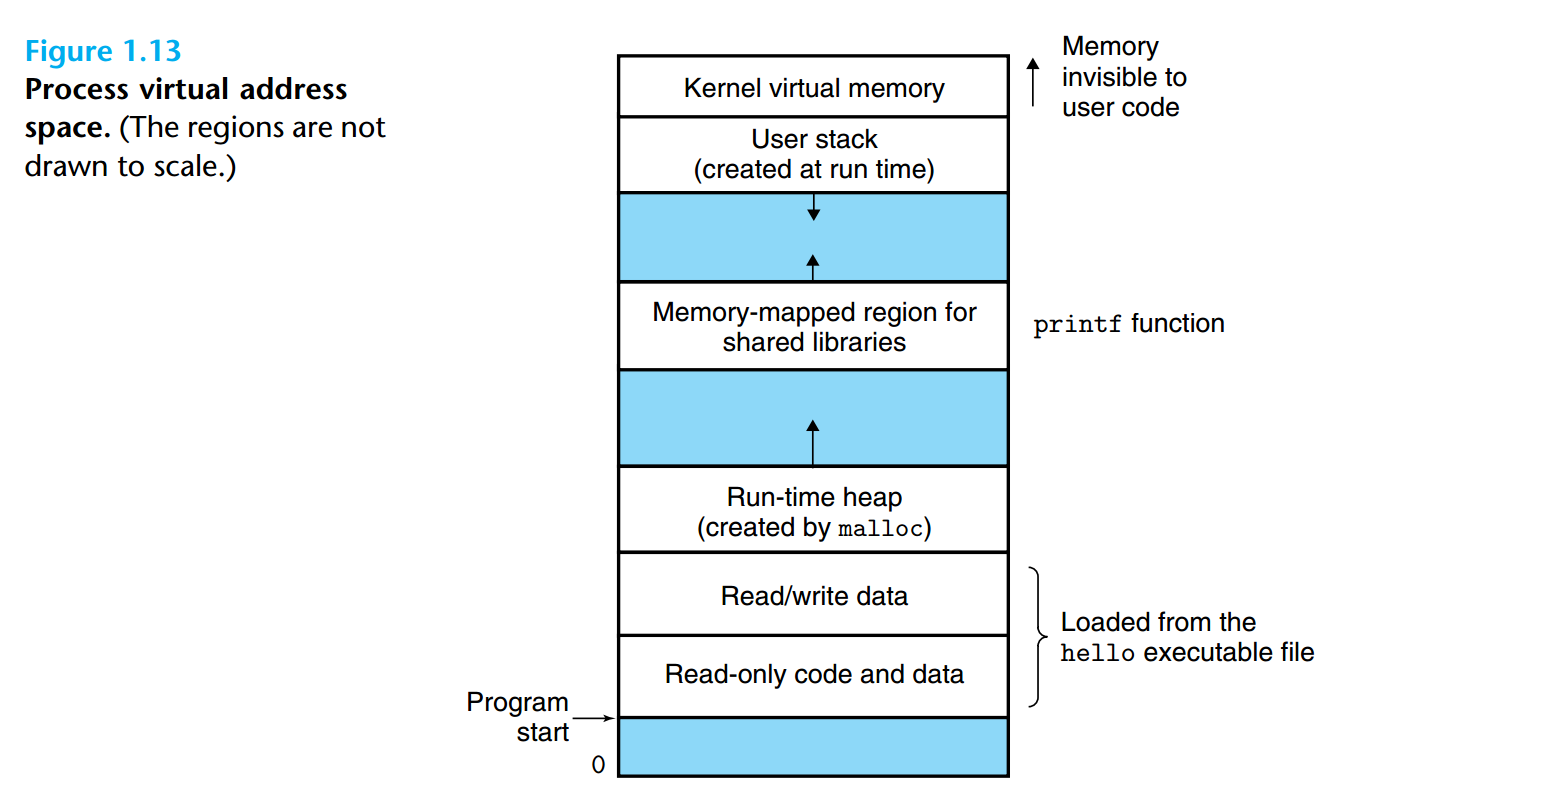 Figure 1.13
Process virtual address
space. (The regions are not
drawn to scale.)
Kernel virtual memory
Memory
invisible to
user code
User stack
(created at run time)
Memory-mapped region for
shared libraries
printf function
Run-time heap
(created by malloc)
Read/write data
Read-only code and data
Loaded from the
hello executable file
Program
start
0